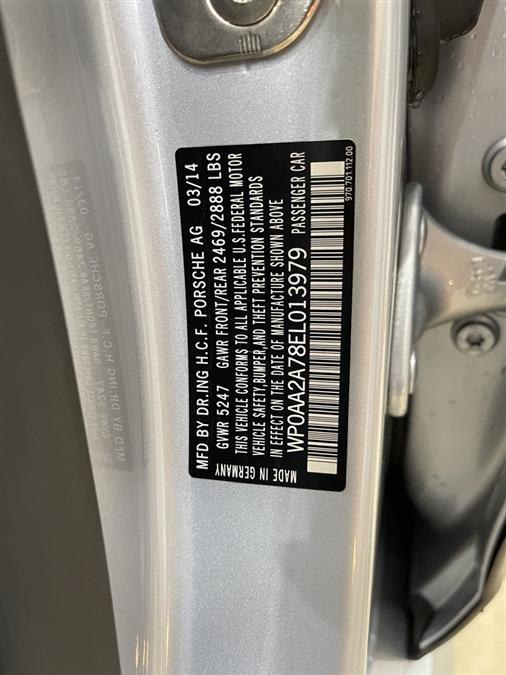 MFD BY DR.ING H.C.F. PORSCHE AG 03/14
GVWR 5247 GAWR FRONT/REAR 2469/2888 LBS
THIS VEHICLE CONFORMS TO ALL APPLICABLE U.S.FEDERAL MOTOR
VEHICLE SAFETY,BUMPER,AND THEFT PREVENTION STANDARDS
IN EFFECT ON THE DATE OF MANUFACTURE SHOWN ABOVE
WP0AA2A78EL013979 PASSENGER CAR
MADE IN GERMANY
970.701.112.00